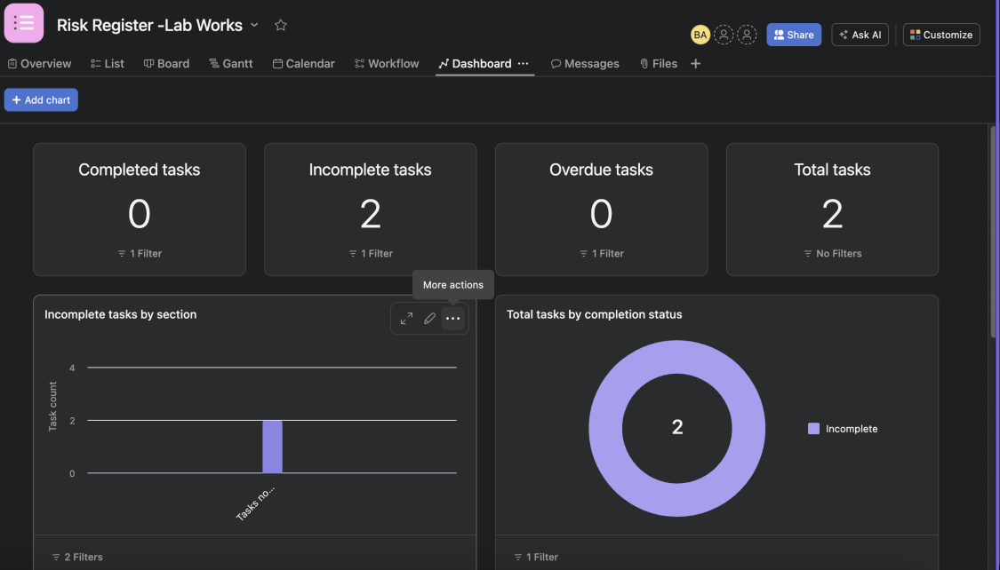 Risk Register -Lab Works
BA
Share
Ask AI
Customize
Overview
List
Board
Gantt
Calendar
Workflow
Dashboard
Messages
Files
Add chart
Completed tasks
0
1 Filter
Incomplete tasks
2
1 Filter
Overdue tasks
0
1 Filter
Total tasks
2
No Filters
More actions
Incomplete tasks by section
Task count
4
2
0
Tasks no...
2 Filters
Total tasks by completion status
2
Incomplete
1 Filter